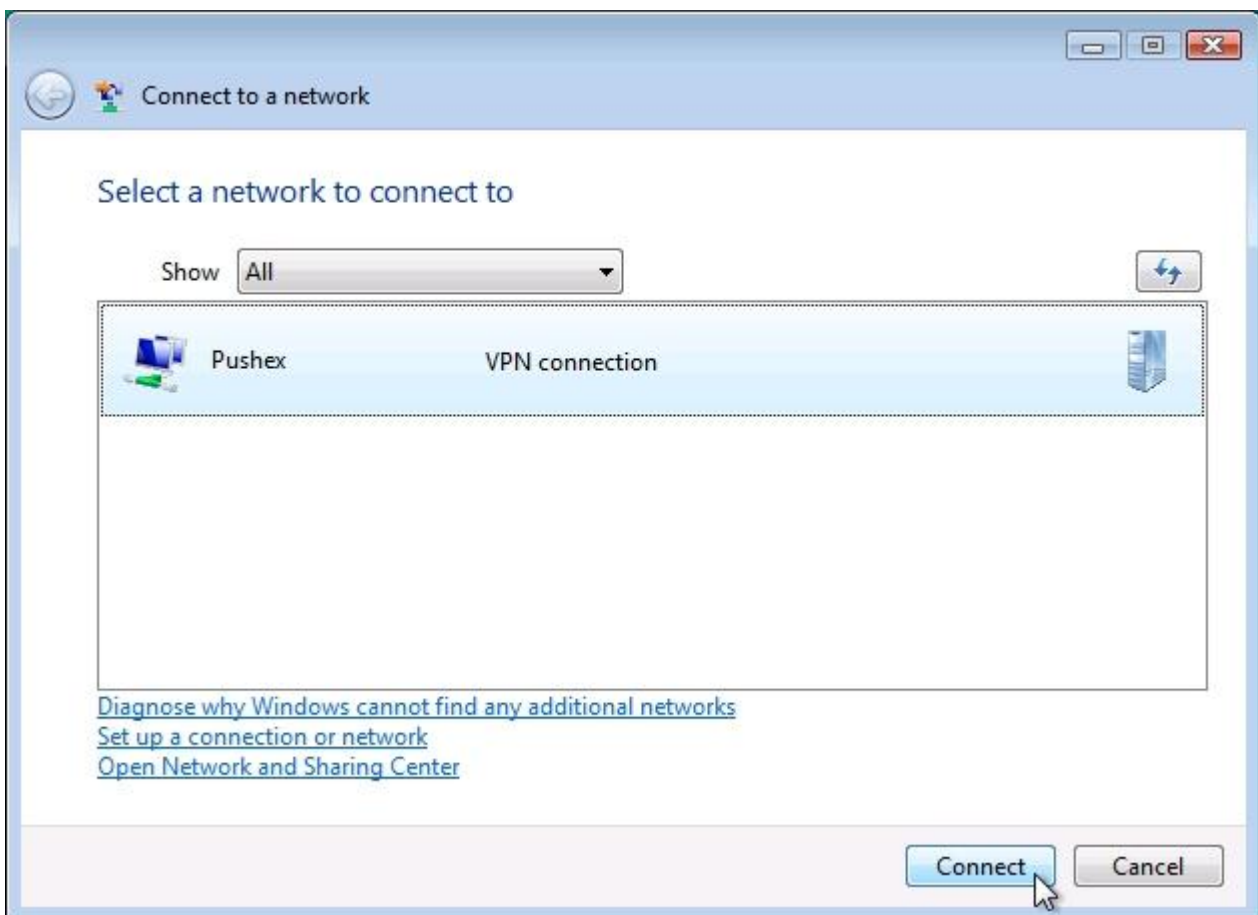 Connect to a network
Select a network to connect to
Show All
Pushex VPN connection
Diagnose why Windows cannot find any additional networks
Set up a connection or network
Open Network and Sharing Center
Connect Cancel